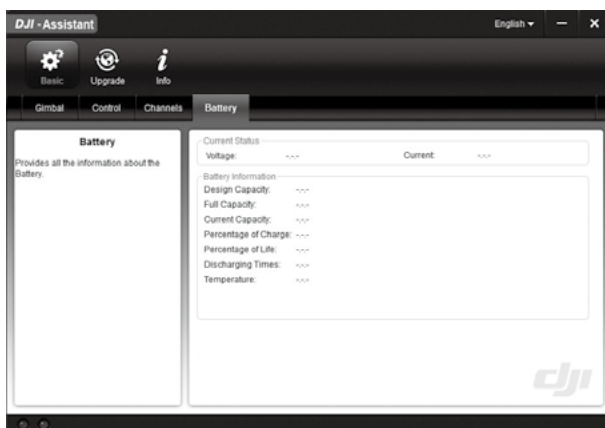 DJI - Assistant
English
Basic
Upgrade
Info
Gimbal
Control
Channels
Battery
Battery
Provides all the information about the
Battery.
Current Status
Voltage: -.-.- Current: -.-.-
Battery Information
Design Capacity: -.-.-
Full Capacity: -.-.-
Current Capacity: -.-.-
Percentage of Charge: -.-.-
Percentage of Life: -.-.-
Discharging Times: -.-.-
Temperature: -.-.-
dji